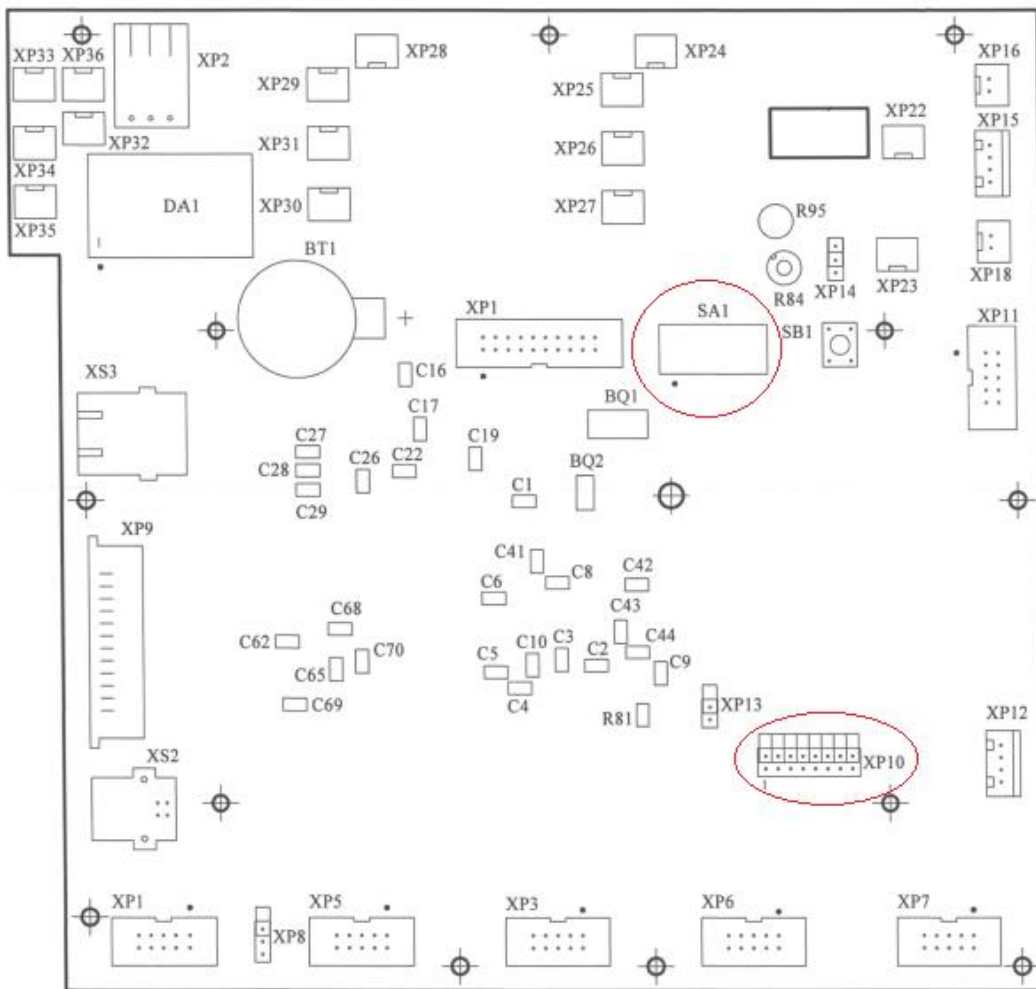 XP33 XP36 XP2 XP28 XP24 XP16
XP29 XP25
XP22 XP15
XP32 XP31 XP26
XP34
DA1 XP30 XP27 R95
XP35
BT1
XP18
R84 XP14 XP23
XP1 SA1 SB1 XP11
+
XS3 C16
BQ1
C17
C27 C19
C28 C26 C22 BQ2
C29 C1
XP9
C41 C8 C42
C6
C43
C68
C62 C10 C3 C44
C65 C70 C5 C2 C9
C4
C69 R81 XP13 XP12
XS2 XP10
1
1
XP1 XP5 XP3 XP6 XP7
XP8